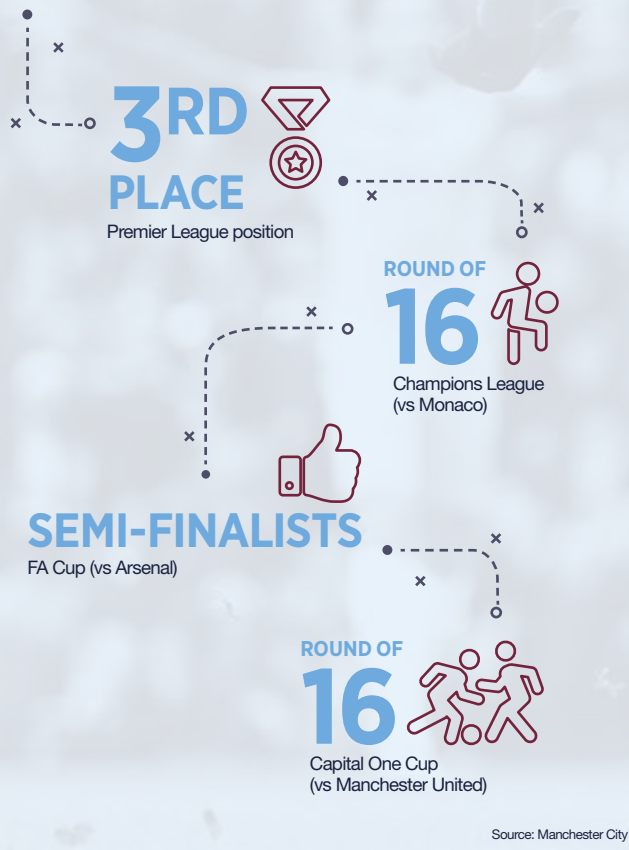 3RD
PLACE
Premier League position
ROUND OF
16
Champions League
(vs Monaco)
SEMI-FINALISTS
FA Cup (vs Arsenal)
ROUND OF
16
Capital One Cup
(vs Manchester United)
Source: Manchester City